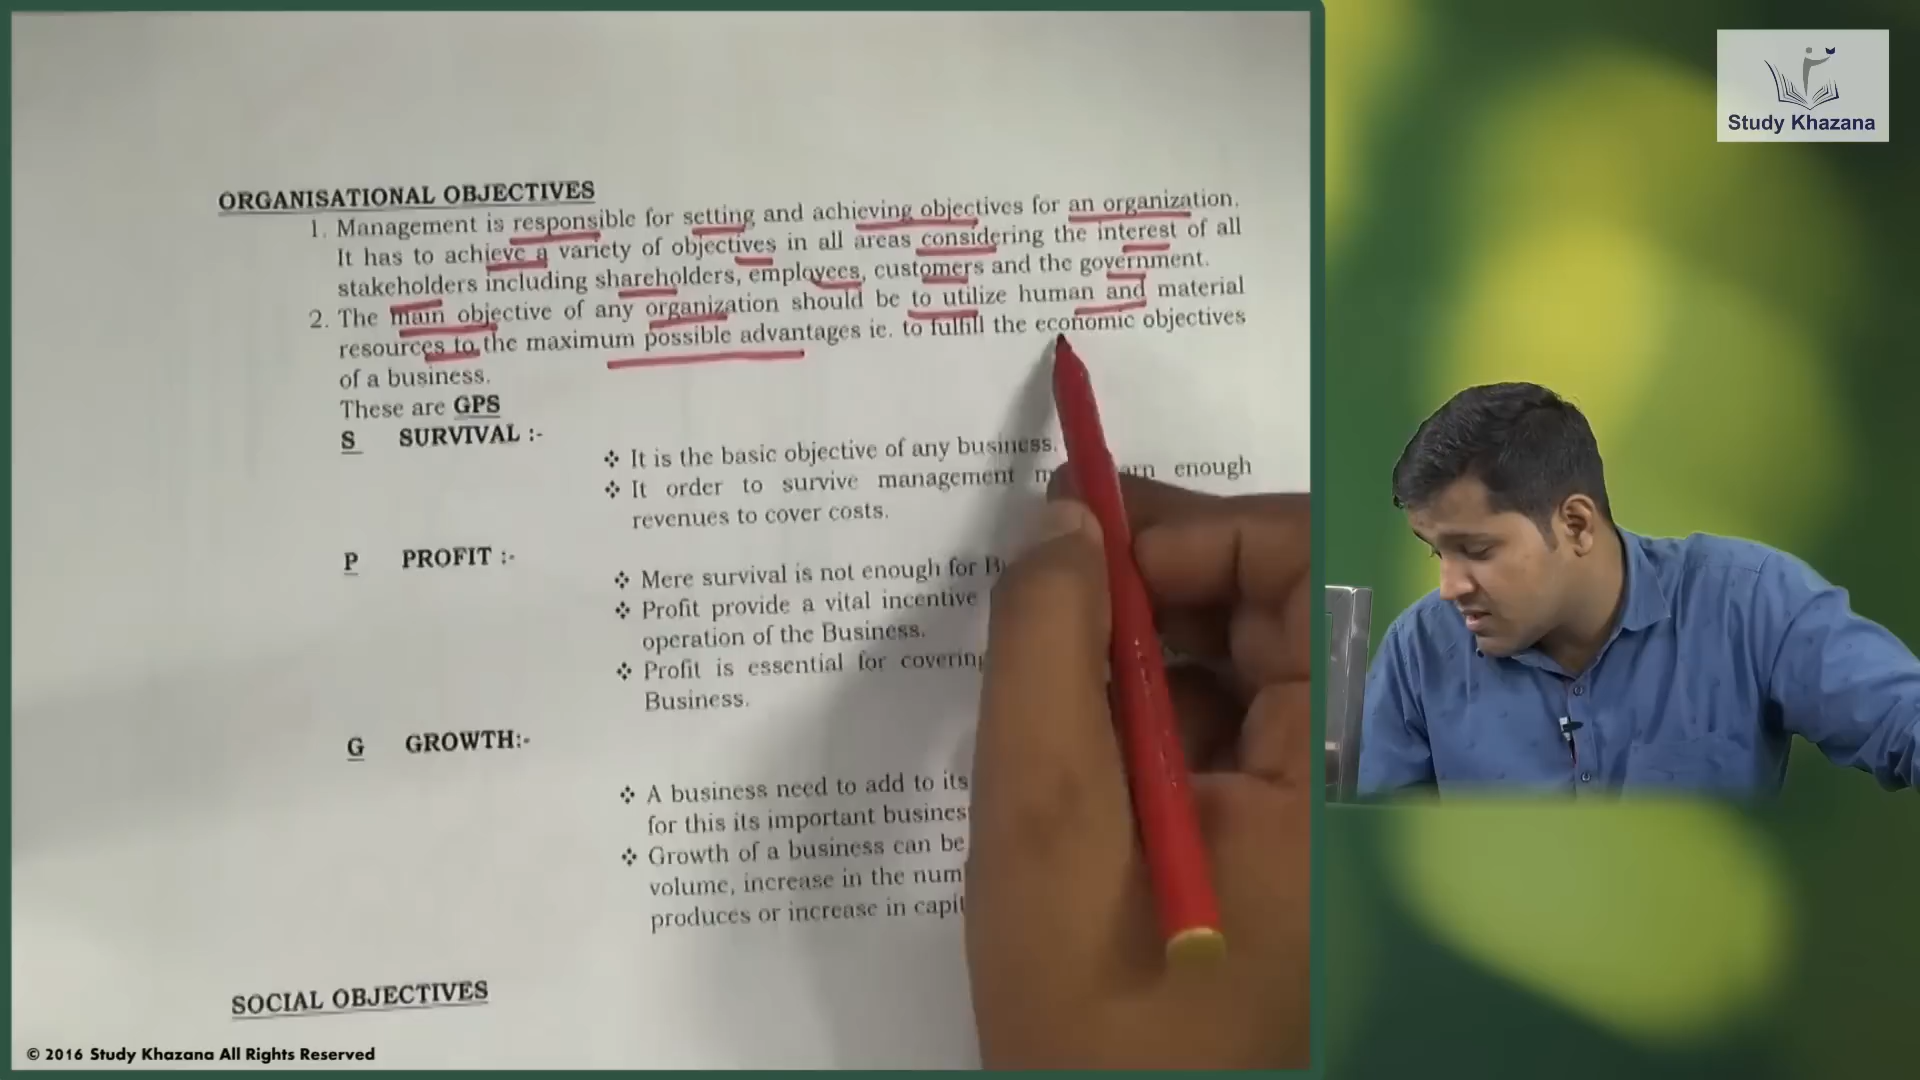 Study Khazana
ORGANISATIONAL OBJECTIVES
1. Management is responsible for setting and achieving objectives for an organization.
It has to achieve a variety of objectives in all areas considering the interest of all
stakeholders including shareholders, employees, customers and the government.
2. The main objective of any organization should be to utilize human and material
resources to the maximum possible advantages ie. to fulfill the economic objectives
of a business.
These are GPS
S SURVIVAL :-
❖ It is the basic objective of any business.
❖ It order to survive management enough
revenues to cover costs.
P PROFIT :-
❖ Mere survival is not enough for
❖ Profit provide a vital incentive
operation of the Business.
❖ Profit is essential for covering
Business.
G GROWTH:-
❖ A business need to add to its
for this its important
❖ Growth of a business can be
volume, increase in the
produces or increase in
SOCIAL OBJECTIVES
© 2016 Study Khazana All Rights Reserved